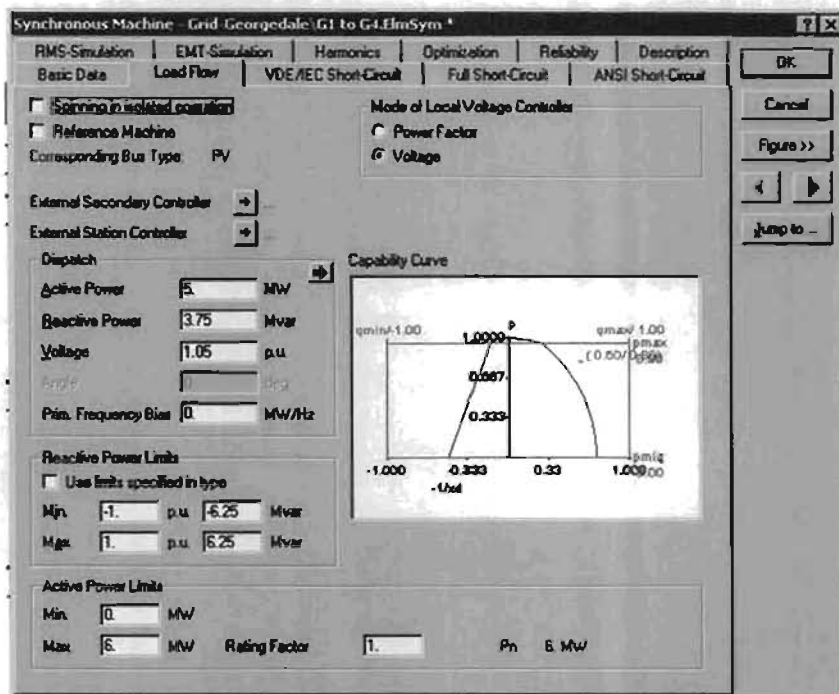 Synchronous Machine - Grid-Georgedale\G1 to G4.ElmSym *
RMS-Simulation EMT-Simulation Harmonics Optimization Reliability Description
Basic Data Load Flow VDE/IEC Short-Circuit Full Short-Circuit ANSI Short-Circuit
OK
Cancel
Figure >>
Jump to ...
Spinning in isolated operation
Reference Machine
Corresponding Bus Type: PV
Mode of Local Voltage Controller
Power Factor
Voltage
External Secondary Controller ...
External Station Controller ...
Dispatch
Active Power 5. MW
Reactive Power 3.75 Mvar
Voltage 1.05 p.u.
Angle 0. deg
Prim. Frequency Bias 0. MW/Hz
Capability Curve
P
qmin/-1.00 1.0000 qmax/ 1.00
pmax
0.667
0.333
pmin
-1.000 -0.333 0.33 1.000
-1/xd
Reactive Power Limits
Use limits specified in type
Min. -1. p.u. -6.25 Mvar
Max. 1. p.u. 6.25 Mvar
Active Power Limits
Min. 0. MW
Max. 6. MW Rating Factor 1. Pn 6. MW